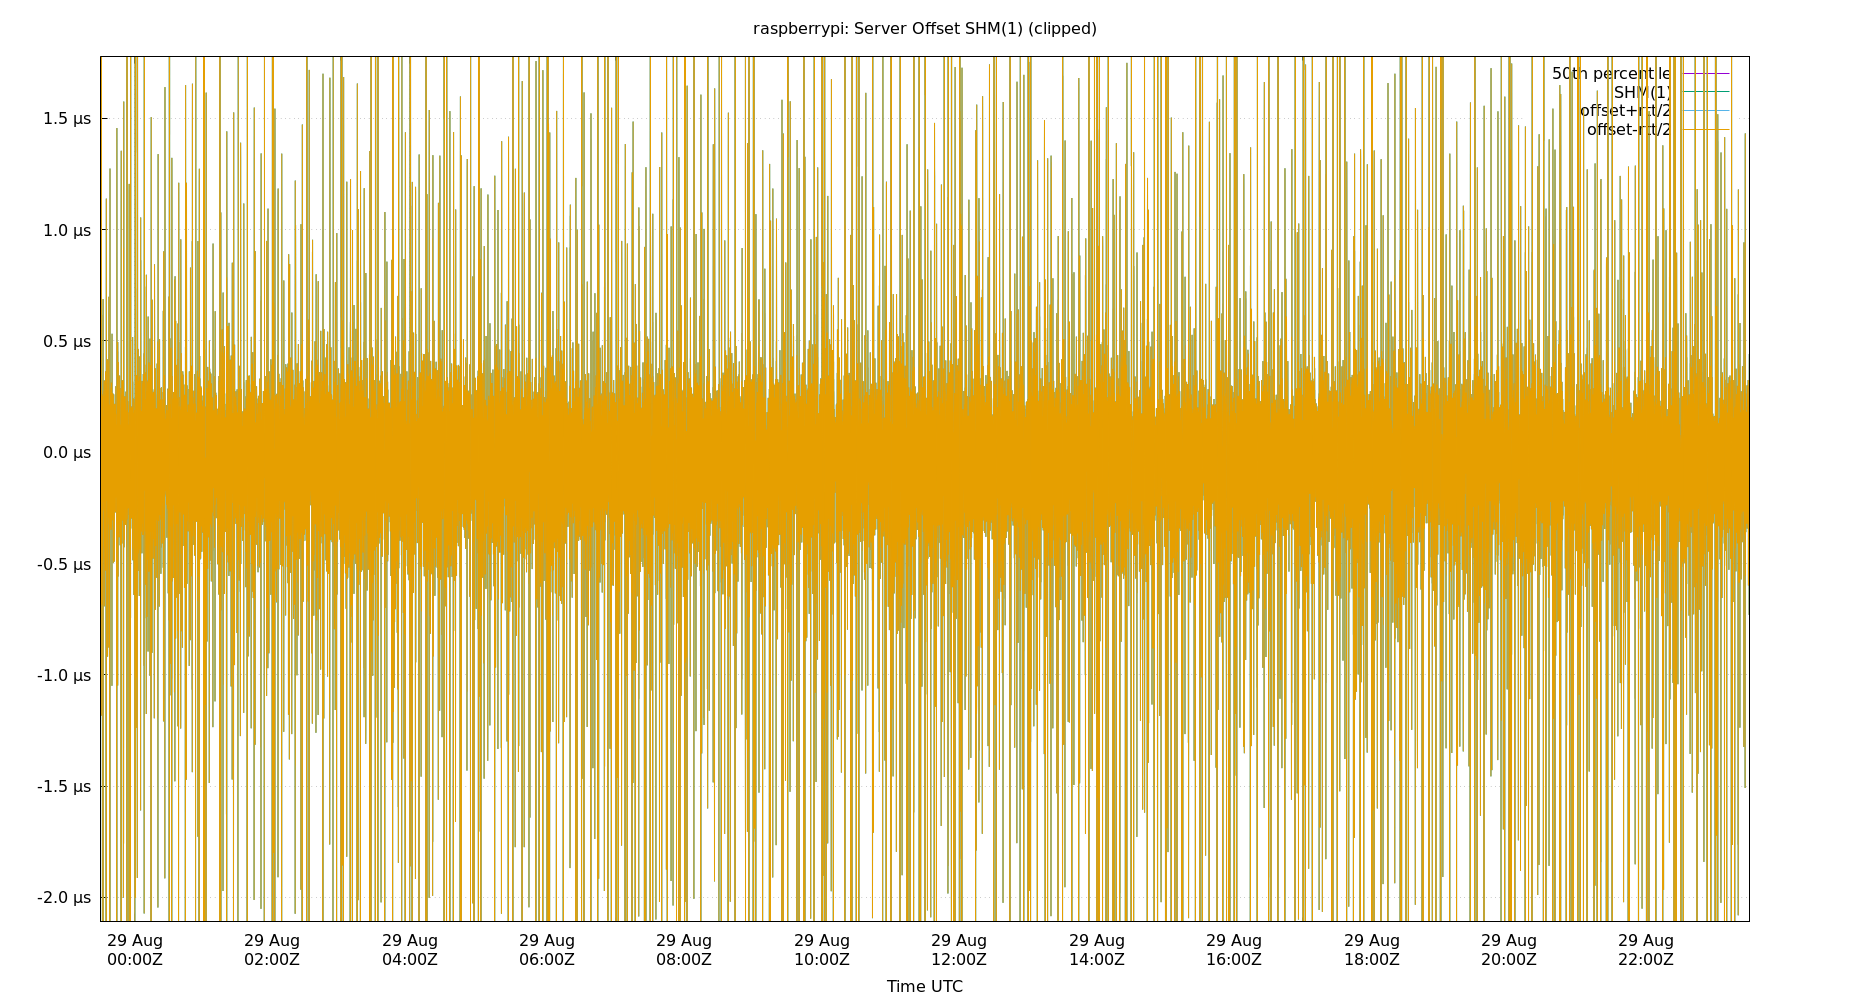 raspberrypi: Server Offset SHM(1) (clipped)
50th percentile
SHM(1)
offset+rtt/2
offset-rtt/2
1.5 µs
1.0 µs
0.5 µs
0.0 µs
-0.5 µs
-1.0 µs
-1.5 µs
-2.0 µs
29 Aug 29 Aug 29 Aug 29 Aug 29 Aug 29 Aug 29 Aug 29 Aug 29 Aug 29 Aug 29 Aug 29 Aug
00:00Z 02:00Z 04:00Z 06:00Z 08:00Z 10:00Z 12:00Z 14:00Z 16:00Z 18:00Z 20:00Z 22:00Z
Time UTC